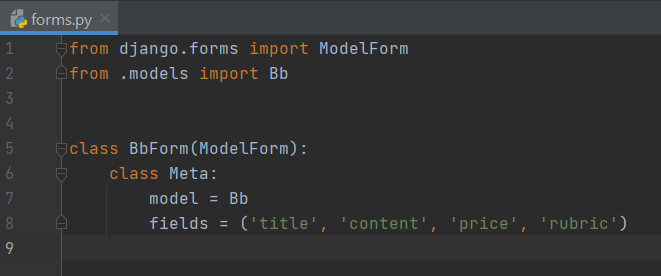 forms.py
1 from django.forms import ModelForm
2 from .models import Bb
3
4
5 class BbForm(ModelForm):
6     class Meta:
7         model = Bb
8         fields = ('title', 'content', 'price', 'rubric')
9